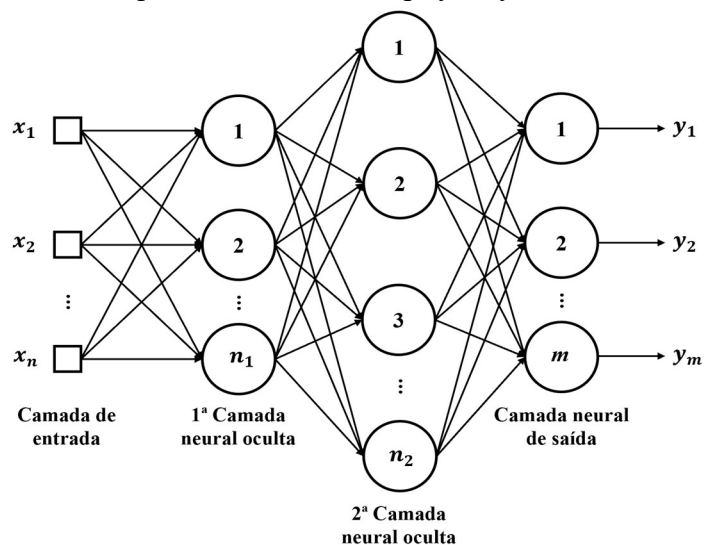 1
x₁ 1 1 y₁
2
x₂ 2 2 y₂
⋮ ⋮ ⋮
3
xₙ n₁ m yₘ
⋮
Camada de
entrada
1ª Camada
neural oculta
Camada neural
de saída
n₂
2ª Camada
neural oculta